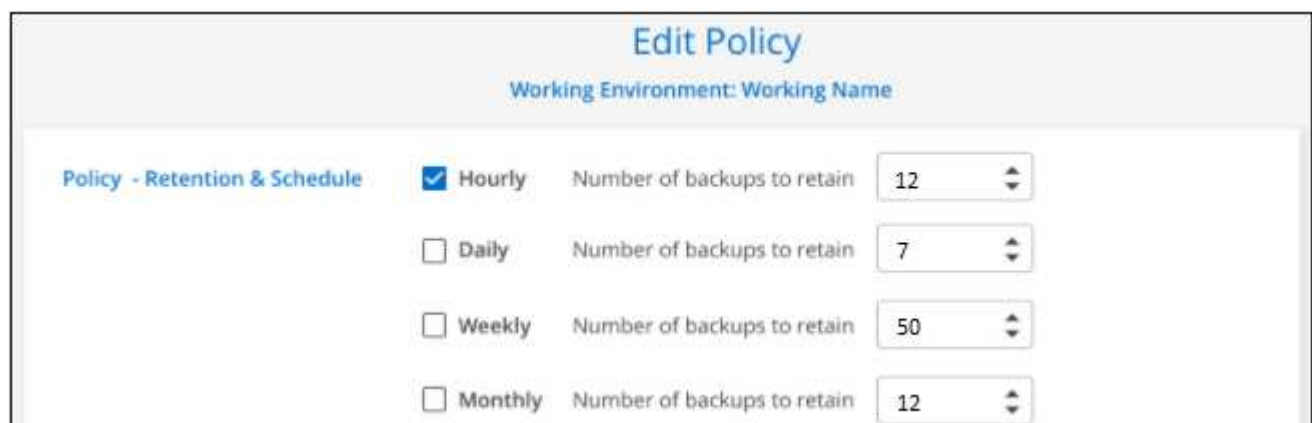 Edit Policy
Working Environment: Working Name
Policy - Retention & Schedule Hourly Number of backups to retain 12
Daily Number of backups to retain 7
Weekly Number of backups to retain 50
Monthly Number of backups to retain 12